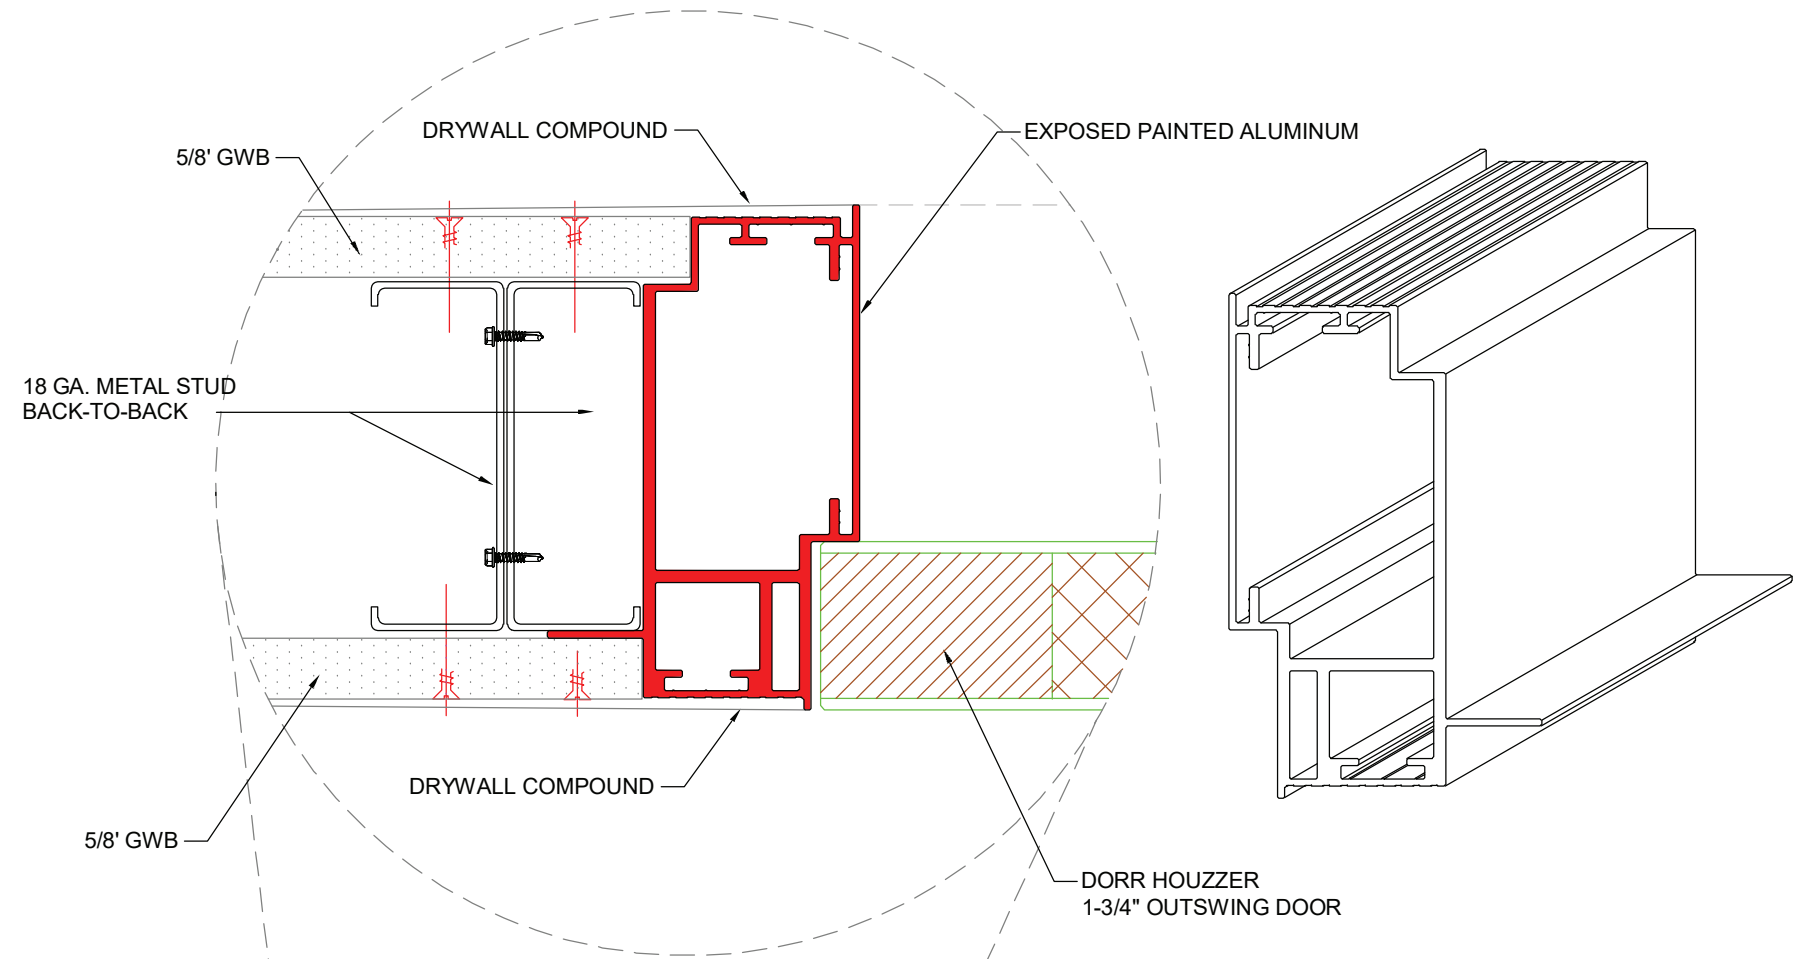 DRYWALL COMPOUND
EXPOSED PAINTED ALUMINUM
5/8' GWB
18 GA. METAL STUD
BACK-TO-BACK
DRYWALL COMPOUND
5/8' GWB
DORR HOUZZER
1-3/4" OUTSWING DOOR